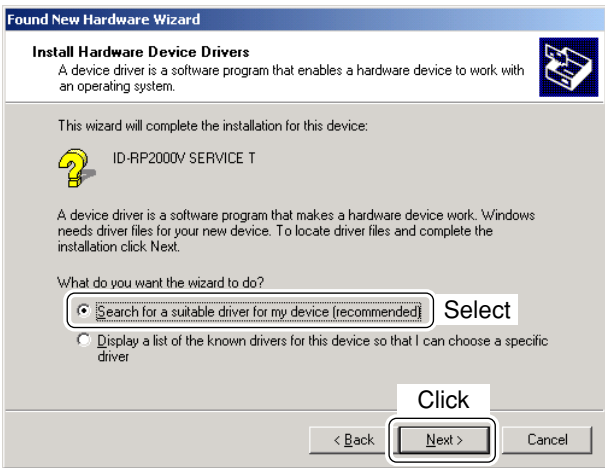 Found New Hardware Wizard
Install Hardware Device Drivers
A device driver is a software program that enables a hardware device to work with
an operating system.
This wizard will complete the installation for this device:
ID-RP2000V SERVICE T
A device driver is a software program that makes a hardware device work. Windows
needs driver files for your new device. To locate driver files and complete the
installation click Next.
What do you want the wizard to do?
Search for a suitable driver for my device (recommended) Select
Display a list of the known drivers for this device so that I can choose a specific
driver
Click
< Back Next > Cancel